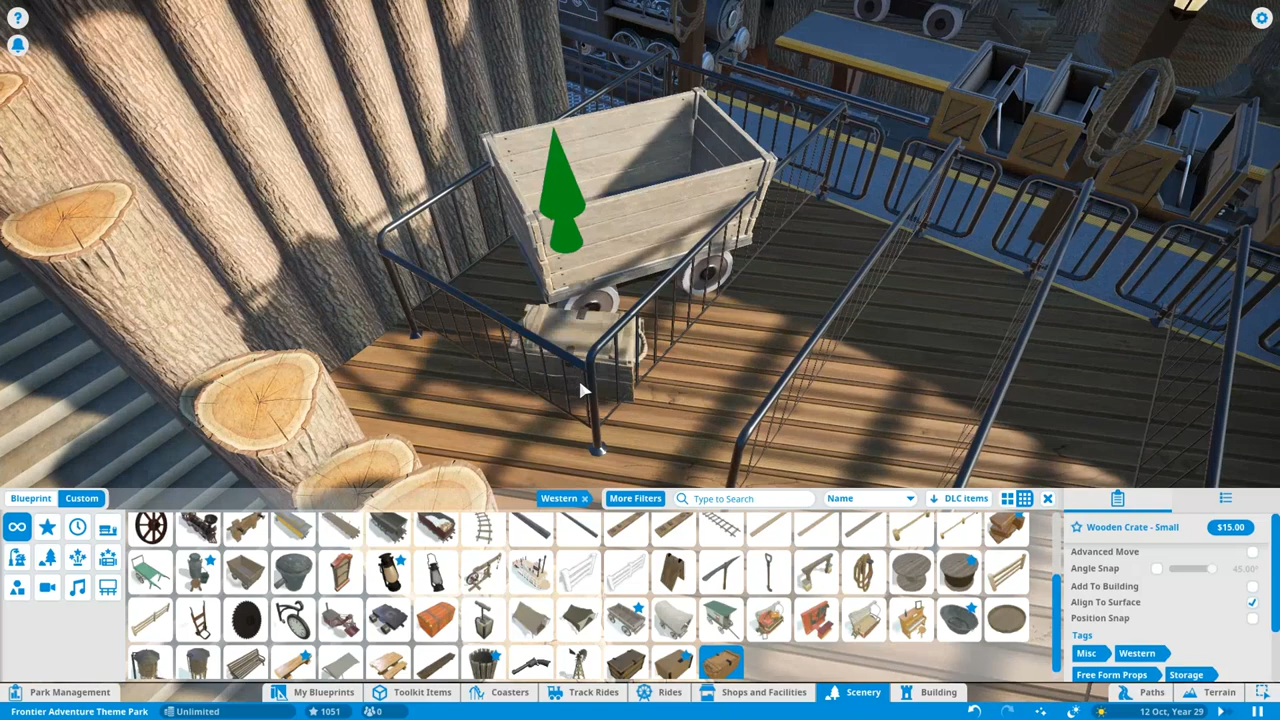 ?
Blueprint Custom Western × More Filters Type to Search Name DLC items
Wooden Crate - Small $15.00
Advanced Move
Angle Snap 45.00°
Add To Building
Align To Surface
Position Snap
Tags
Misc Western
Free Form Props Storage
Park Management My Blueprints Toolkit Items Coasters Track Rides Rides Shops and Facilities Scenery Building Paths Terrain
Frontier Adventure Theme Park Unlimited 1051 0 12 Oct, Year 29